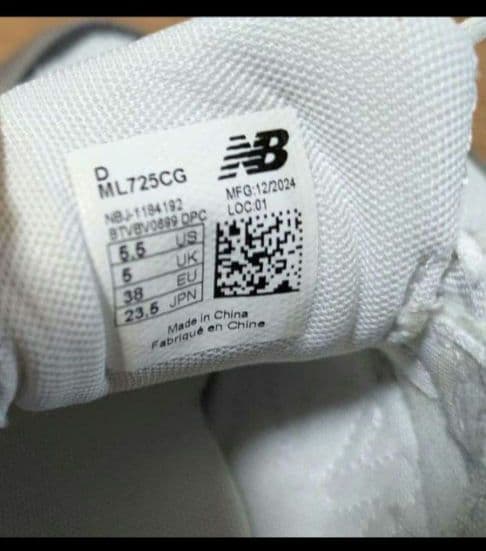 D
ML725CG
NB
MFG:12/2024
LOC:01
NBJ-1184192
BTVBV0899 DPC
5.5 US
5 UK
38 EU
23.5 JPN
Made in China
Fabriqué en Chine